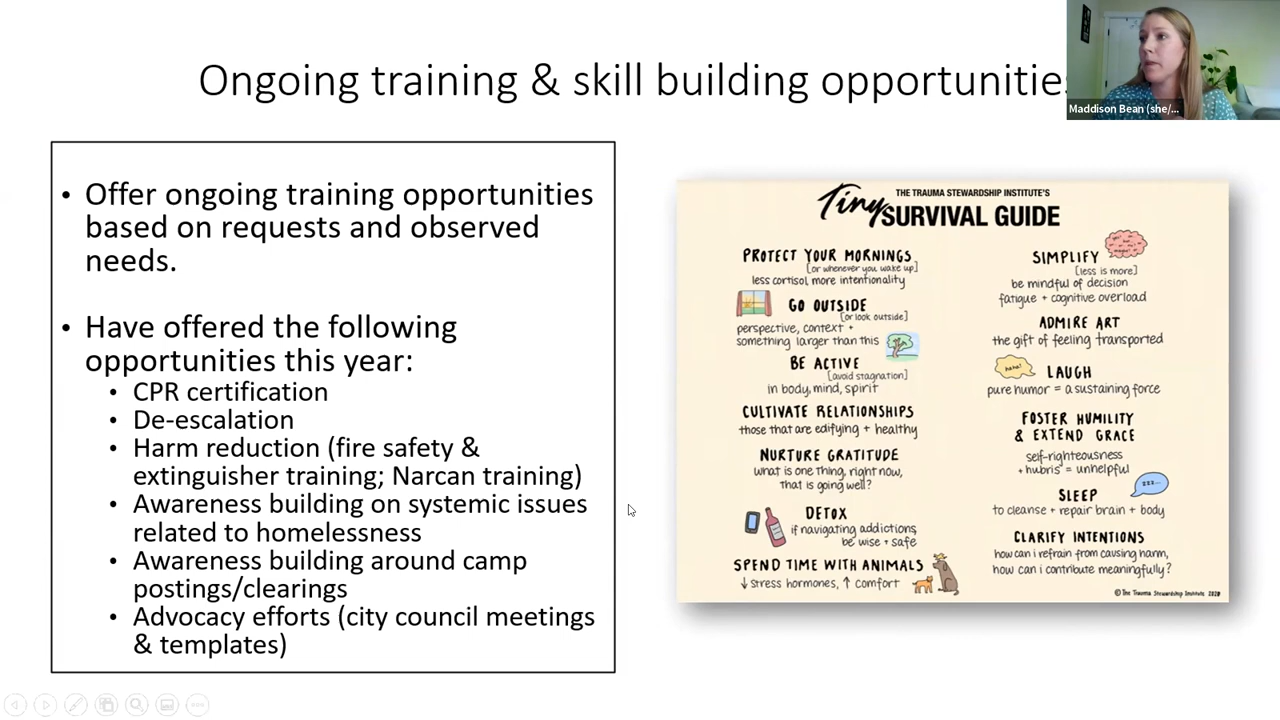 Ongoing training & skill building opportunitie
Maddison Bean (she/...
• Offer ongoing training opportunities
based on requests and observed
needs.
• Have offered the following
opportunities this year:
• CPR certification
• De-escalation
• Harm reduction (fire safety &
extinguisher training; Narcan training)
• Awareness building on systemic issues
related to homelessness
• Awareness building around camp
postings/clearings
• Advocacy efforts (city council meetings
& templates)
THE TRAUMA STEWARDSHIP INSTITUTE'S
Tiny SURVIVAL GUIDE
PROTECT YOUR MORNINGS
[or whenever you wake up]
less cortisol, more intentionality
GO OUTSIDE
[or look outside]
perspective, context +
something larger than this
BE ACTIVE
[avoid stagnation]
in body, mind, spirit
CULTIVATE RELATIONSHIPS
those that are edifying + healthy
NURTURE GRATITUDE
what is one thing, right now,
that is going well?
DETOX
if navigating addictions,
be wise + safe
SPEND TIME WITH ANIMALS
↓ stress hormones, ↑ comfort
SIMPLIFY
[less is more]
be mindful of decision
fatigue + cognitive overload
ADMIRE ART
the gift of feeling transported
haha!
LAUGH
pure humor = a sustaining force
FOSTER HUMILITY
& EXTEND GRACE
self-righteousness
+ hubris = unhelpful
zzz...
SLEEP
to cleanse + repair brain + body
CLARIFY INTENTIONS
how can i refrain from causing harm,
how can i contribute meaningfully?
© The Trauma Stewardship Institute, 2020